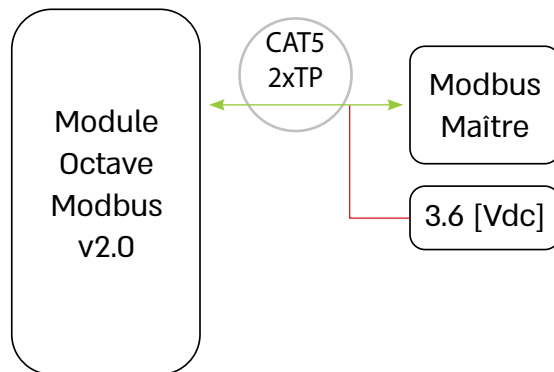 Module
Octave
Modbus
v2.0
CAT5
2xTP
Modbus
Maître
3.6 [Vdc]